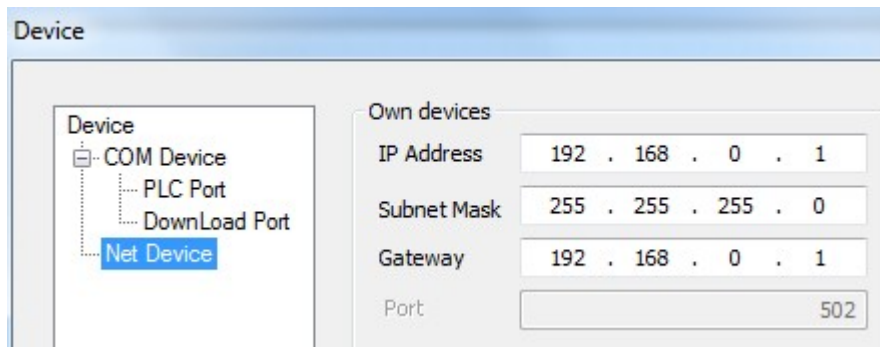 Device
Device
COM Device
PLC Port
DownLoad Port
Net Device
Own devices
IP Address 192 . 168 . 0 . 1
Subnet Mask 255 . 255 . 255 . 0
Gateway 192 . 168 . 0 . 1
Port 502